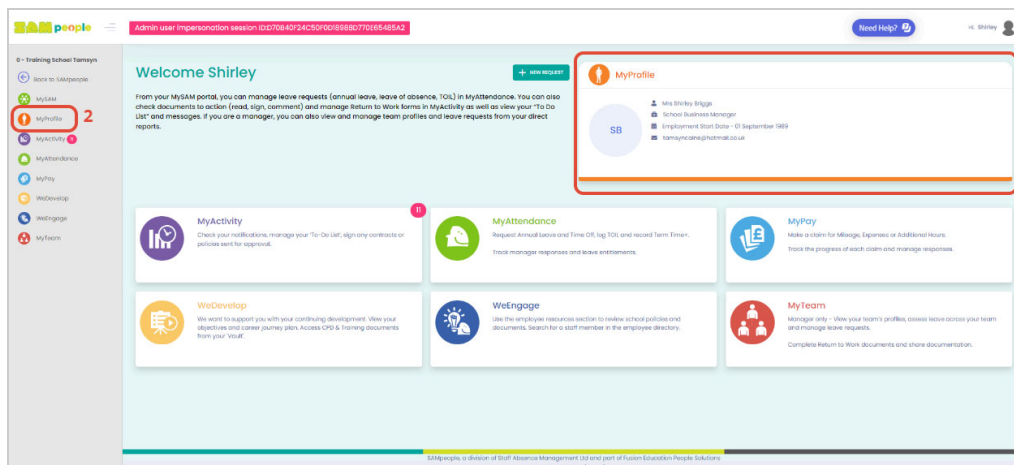 SAMpeople
Admin user impersonation session ID:D70840F24C50F0D18988D770E65485A2
Need Help?
Hi, Shirley
0 - Training School Tamsyn
Back to SAMpeople
MySAM
MyProfile 2
MyActivity 11
MyAttendance
MyPay
WeDevelop
WeEngage
MyTeam
Welcome Shirley
+ NEW REQUEST
From your MySAM portal, you can manage leave requests (annual leave, leave of absence, TOIL) in MyAttendance. You can also
check documents to action (read, sign, comment) and manage Return to Work forms in MyActivity as well as view your "To Do
List" and messages. If you are a manager, you can also view and manage team profiles and leave requests from your direct
reports.
MyProfile
SB
Mrs Shirley Briggs
School Business Manager
Employment Start Date - 01 September 1989
tamsyncaine@hotmail.co.uk
11
MyActivity
Check your notifications, manage your 'To-Do List', sign any contracts or
policies sent for approval.
MyAttendance
Request Annual Leave and Time Off, log TOIL and record Term Time+.
Track manager responses and leave entitlements.
MyPay
Make a claim for Mileage, Expenses or Additional Hours.
Track the progress of each claim and manage responses.
WeDevelop
We want to support you with your continuing development. View your
objectives and career journey plan. Access CPD & Training documents
from your 'Vault'.
WeEngage
Use the employee resources section to review school policies and
documents. Search for a staff member in the employee directory.
MyTeam
Manager only - View your team's profiles, assess leave across your team
and manage leave requests.
Complete Return to Work documents and share documentation.
SAMpeople, a division of Staff Absence Management Ltd and part of Fusion Education People Solutions